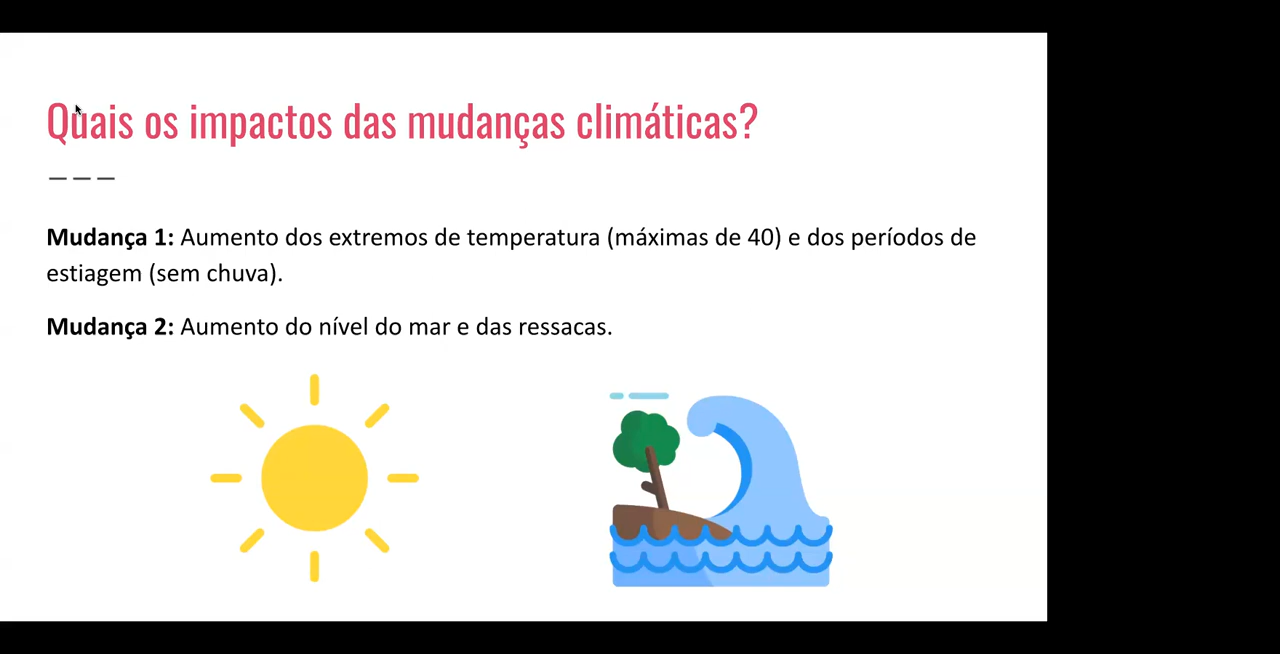 Quais os impactos das mudanças climáticas?
Mudança 1: Aumento dos extremos de temperatura (máximas de 40) e dos períodos de
estiagem (sem chuva).
Mudança 2: Aumento do nível do mar e das ressacas.